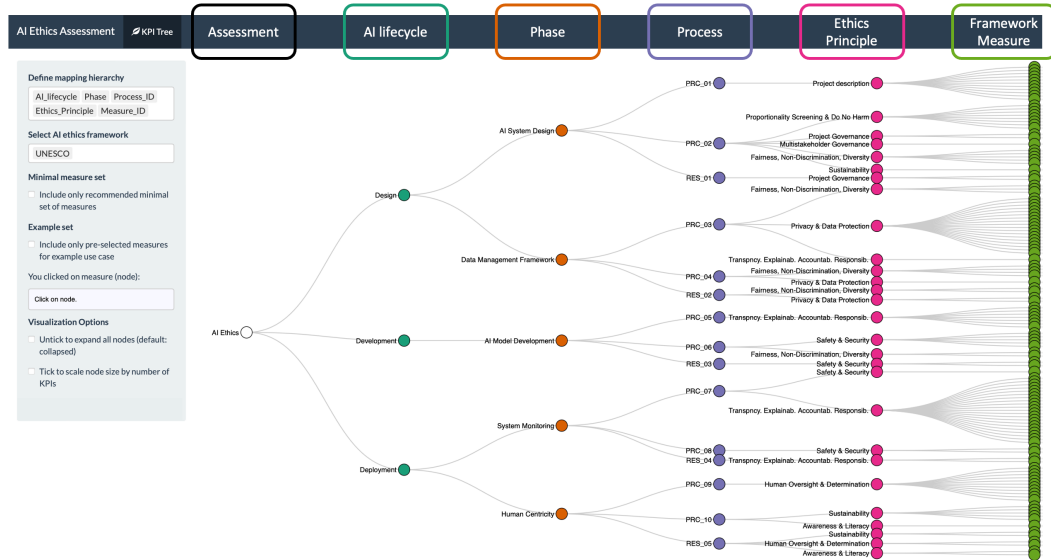 AI Ethics Assessment
KPI Tree
Assessment
AI lifecycle
Phase
Process
Ethics
Principle
Framework
Measure
Define mapping hierarchy
AI_lifecycle Phase Process_ID
Ethics_Principle Measure_ID
Select AI ethics framework
UNESCO
Minimal measure set
Include only recommended minimal
set of measures
Example set
Include only pre-selected measures
for example use case
You clicked on measure (node):
Click on node.
Visualization Options
Untick to expand all nodes (default:
collapsed)
Tick to scale node size by number of
KPIs
AI Ethics
Design
Development
Deployment
AI System Design
Data Management Framework
AI Model Development
System Monitoring
Human Centricity
PRC_01
PRC_02
RES_01
PRC_03
PRC_04
RES_02
PRC_05
PRC_06
RES_03
PRC_07
PRC_08
RES_04
PRC_09
PRC_10
RES_05
Project description
Proportionality Screening & Do No Harm
Project Governance
Multistakeholder Governance
Fairness, Non-Discrimination, Diversity
Sustainability
Project Governance
Fairness, Non-Discrimination, Diversity
Privacy & Data Protection
Transpncy. Explainab. Accountab. Responsib.
Fairness, Non-Discrimination, Diversity
Privacy & Data Protection
Fairness, Non-Discrimination, Diversity
Privacy & Data Protection
Transpncy. Explainab. Accountab. Responsib.
Safety & Security
Fairness, Non-Discrimination, Diversity
Safety & Security
Safety & Security
Transpncy. Explainab. Accountab. Responsib.
Safety & Security
Transpncy. Explainab. Accountab. Responsib.
Human Oversight & Determination
Sustainability
Awareness & Literacy
Sustainability
Human Oversight & Determination
Awareness & Literacy